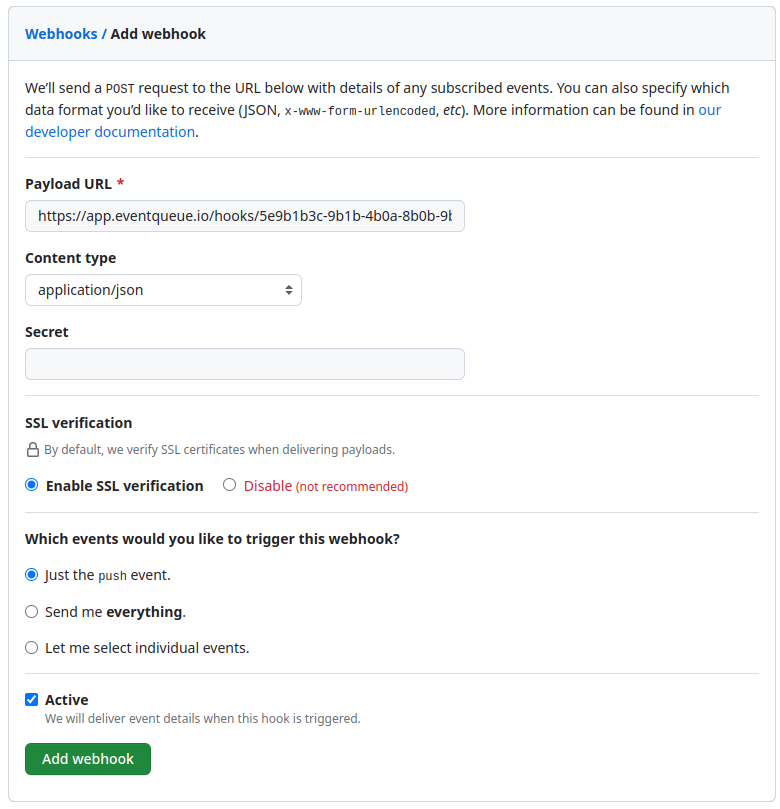 Webhooks / Add webhook
We'll send a POST request to the URL below with details of any subscribed events. You can also specify which
data format you'd like to receive (JSON, x-www-form-urlencoded, etc). More information can be found in our
developer documentation.
Payload URL *
https://app.eventqueue.io/hooks/5e9b1b3c-9b1b-4b0a-8b0b-9b
Content type
application/json
Secret
SSL verification
By default, we verify SSL certificates when delivering payloads.
Enable SSL verification Disable (not recommended)
Which events would you like to trigger this webhook?
Just the push event.
Send me everything.
Let me select individual events.
Active
We will deliver event details when this hook is triggered.
Add webhook